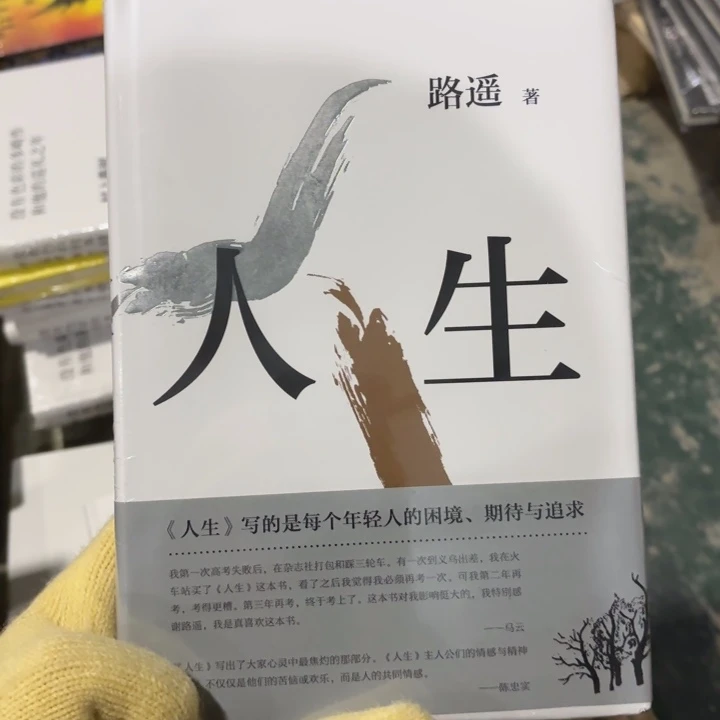 路遥 著
人生
《人生》写的是每个年轻人的困境、期待与追求
我第一次高考失败后，在杂志社打包和踩三轮车。有一次到义乌出差，我在火
车站买了《人生》这本书。看了之后我觉得我必须再考一次，可我第二年再
考，考得更糟。第三年再考，终于考上了。这本书对我影响挺大的，我特别感
谢路遥，我是真喜欢这本书。
——马云
《人生》写出了大家心灵中最焦灼的那部分，《人生》主人公们的情感与精神
不仅仅是他们的苦恼或欢乐，而是人的共同情感。
——陈忠实